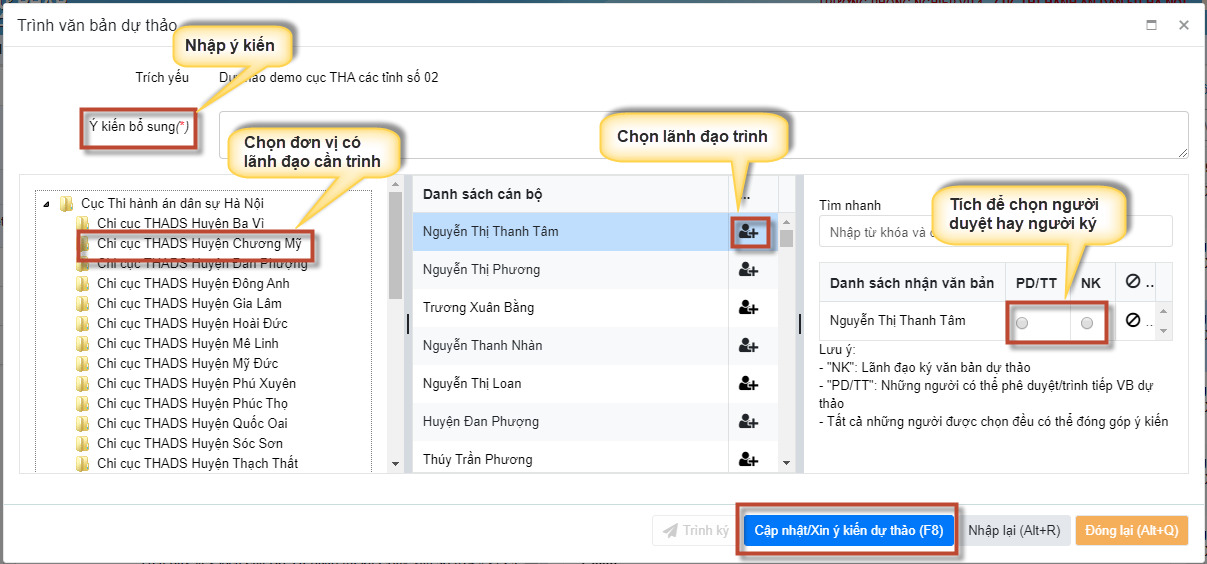 Trình văn bản dự thảo
Nhập ý kiến
Trích yếu
Dự thảo demo cục THA các tỉnh số 02
Ý kiến bổ sung(*)
Chọn đơn vị có
lãnh đạo cần trình
Chọn lãnh đạo trình
Cục Thi hành án dân sự Hà Nội
Chi cục THADS Huyện Ba Vì
Chi cục THADS Huyện Chương Mỹ
Chi cục THADS Huyện Đan Phượng
Chi cục THADS Huyện Đông Anh
Chi cục THADS Huyện Gia Lâm
Chi cục THADS Huyện Hoài Đức
Chi cục THADS Huyện Mê Linh
Chi cục THADS Huyện Mỹ Đức
Chi cục THADS Huyện Phú Xuyên
Chi cục THADS Huyện Phúc Thọ
Chi cục THADS Huyện Quốc Oai
Chi cục THADS Huyện Sóc Sơn
Chi cục THADS Huyện Thạch Thất
Danh sách cán bộ
...
Nguyễn Thị Thanh Tâm
Nguyễn Thị Phương
Trương Xuân Bằng
Nguyễn Thanh Nhàn
Nguyễn Thị Loan
Huyện Đan Phượng
Thúy Trần Phương
Tìm nhanh
Tích để chọn người
duyệt hay người ký
Nhập từ khóa và
Danh sách nhận văn bản PD/TT NK ..
Nguyễn Thị Thanh Tâm ..
Lưu ý:
- "NK": Lãnh đạo ký văn bản dự thảo
- "PD/TT": Những người có thể phê duyệt/trình tiếp VB dự
thảo
- Tất cả những người được chọn đều có thể đóng góp ý kiến
Trình ký
Cập nhật/Xin ý kiến dự thảo (F8)
Nhập lại (Alt+R)
Đóng lại (Alt+Q)